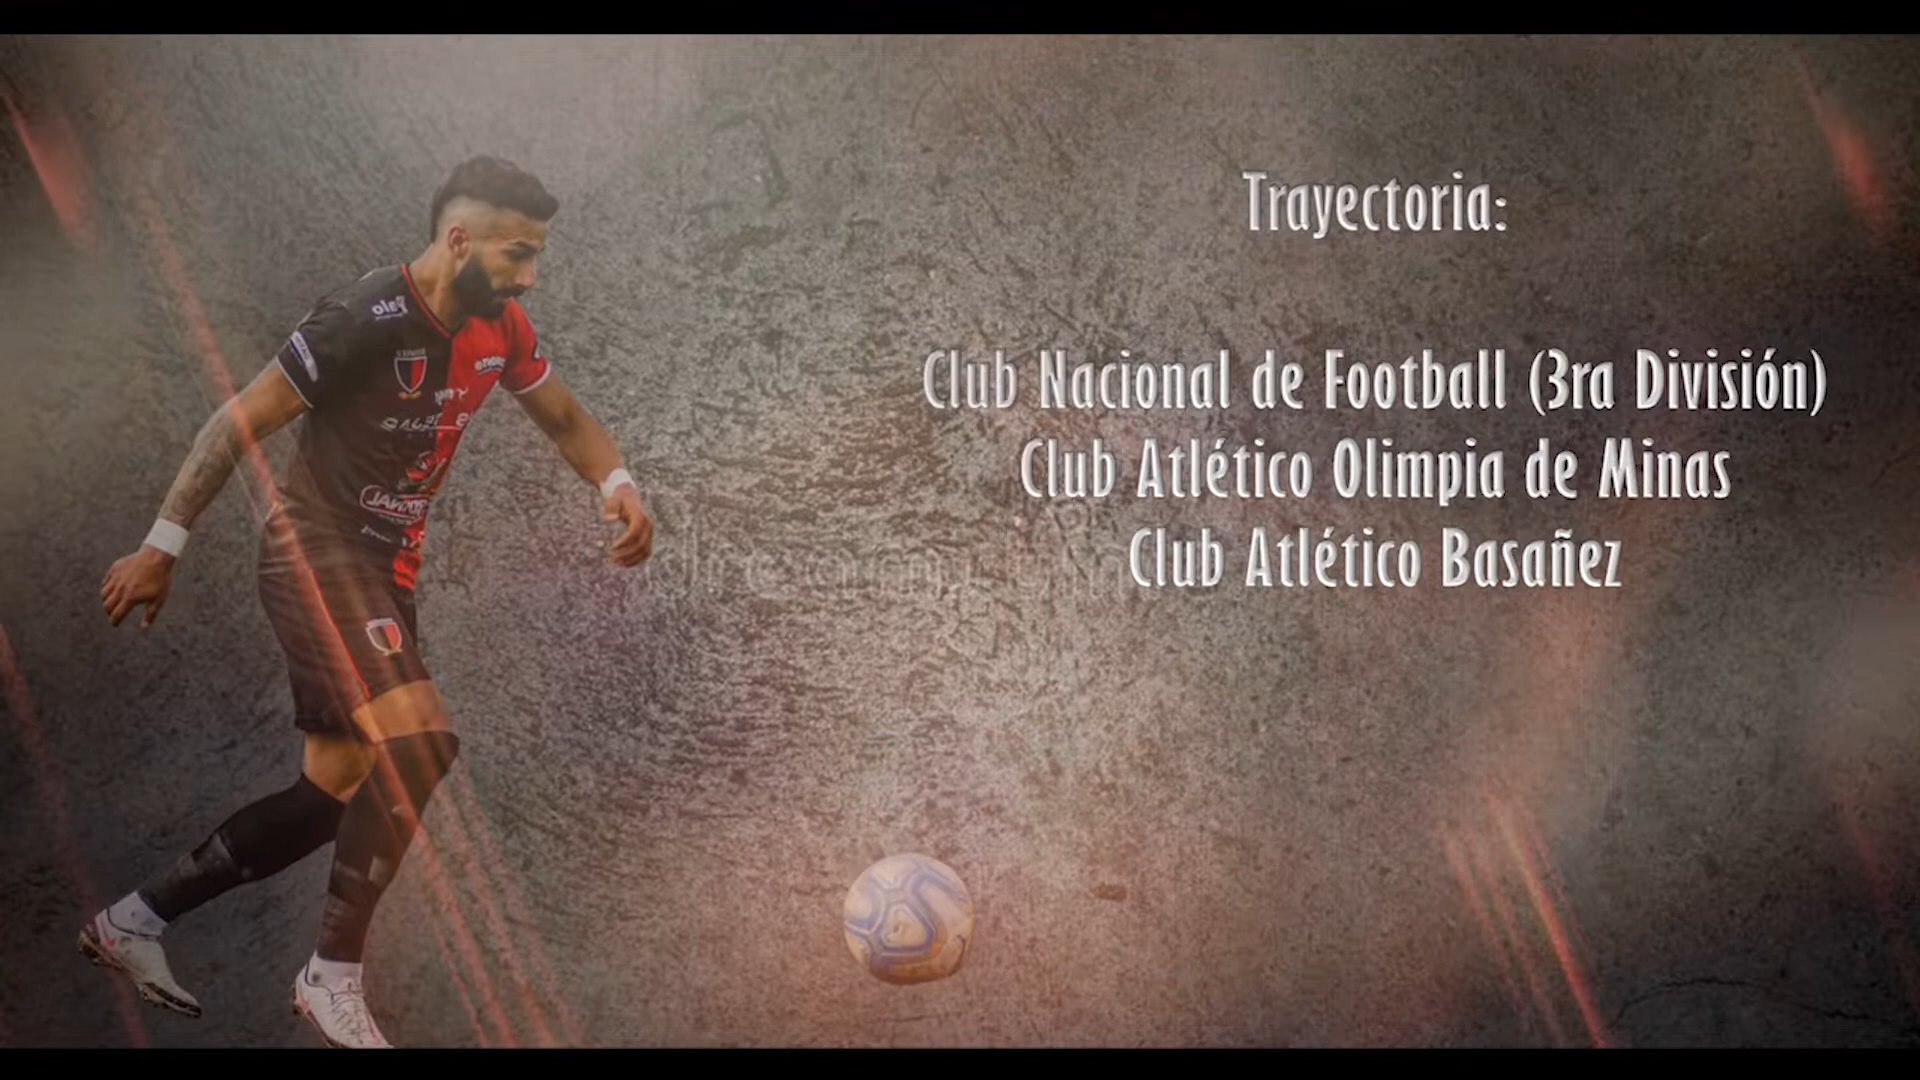 Trayectoria:
Club Nacional de Football (3ra División)
Club Atlético Olimpia de Minas
Club Atlético Basañez